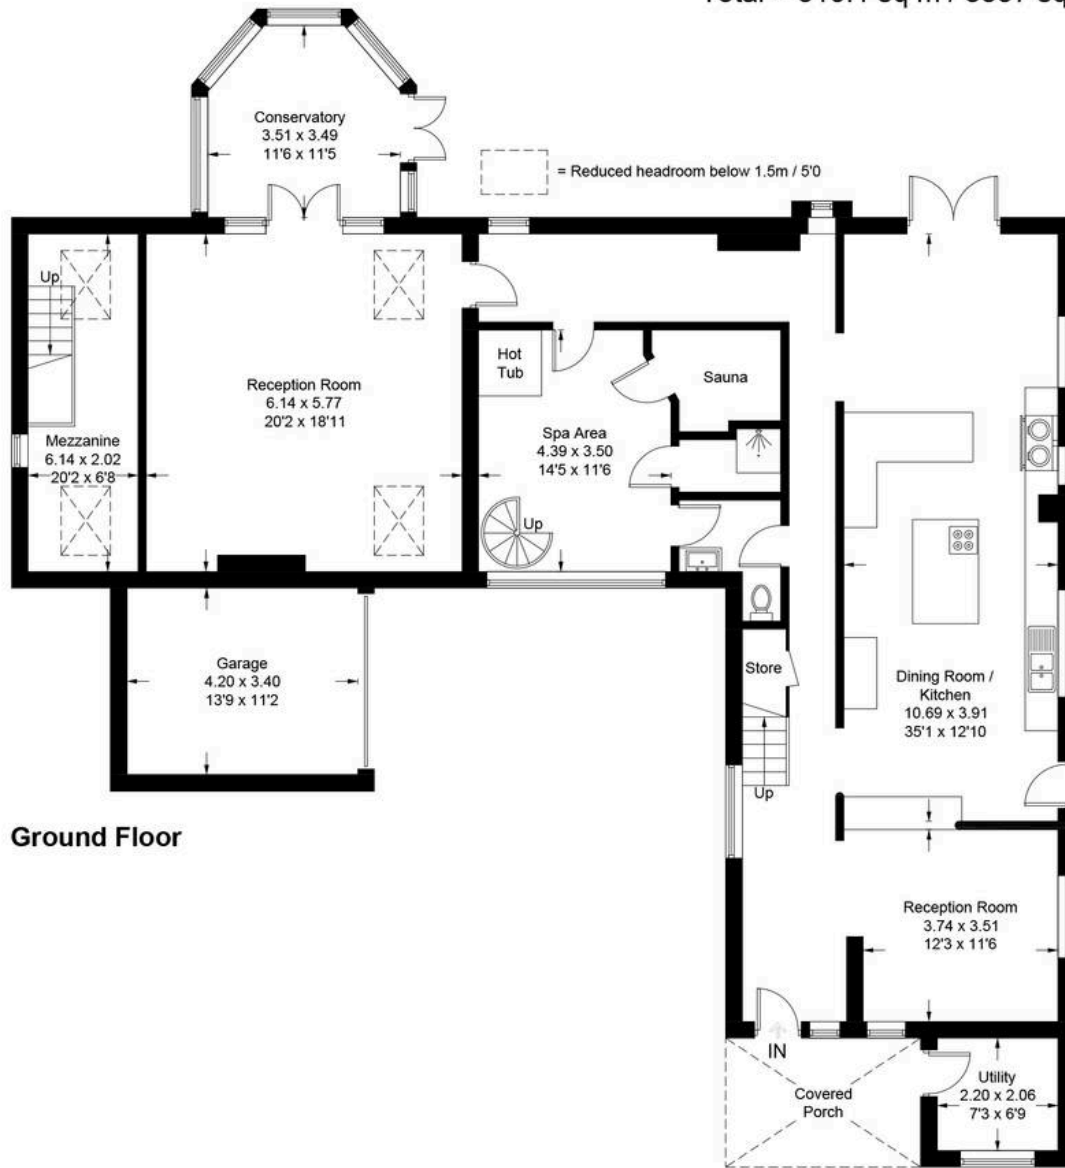 Conservatory
3.51 x 3.49
11'6 x 11'5
= Reduced headroom below 1.5m / 5'0
Up
Mezzanine
6.14 x 2.02
20'2 x 6'8
Reception Room
6.14 x 5.77
20'2 x 18'11
Hot
Tub
Sauna
Spa Area
4.39 x 3.50
14'5 x 11'6
Up
Garage
4.20 x 3.40
13'9 x 11'2
Store
Up
Dining Room /
Kitchen
10.69 x 3.91
35'1 x 12'10
Ground Floor
Reception Room
3.74 x 3.51
12'3 x 11'6
IN
Covered
Porch
Utility
2.20 x 2.06
7'3 x 6'9